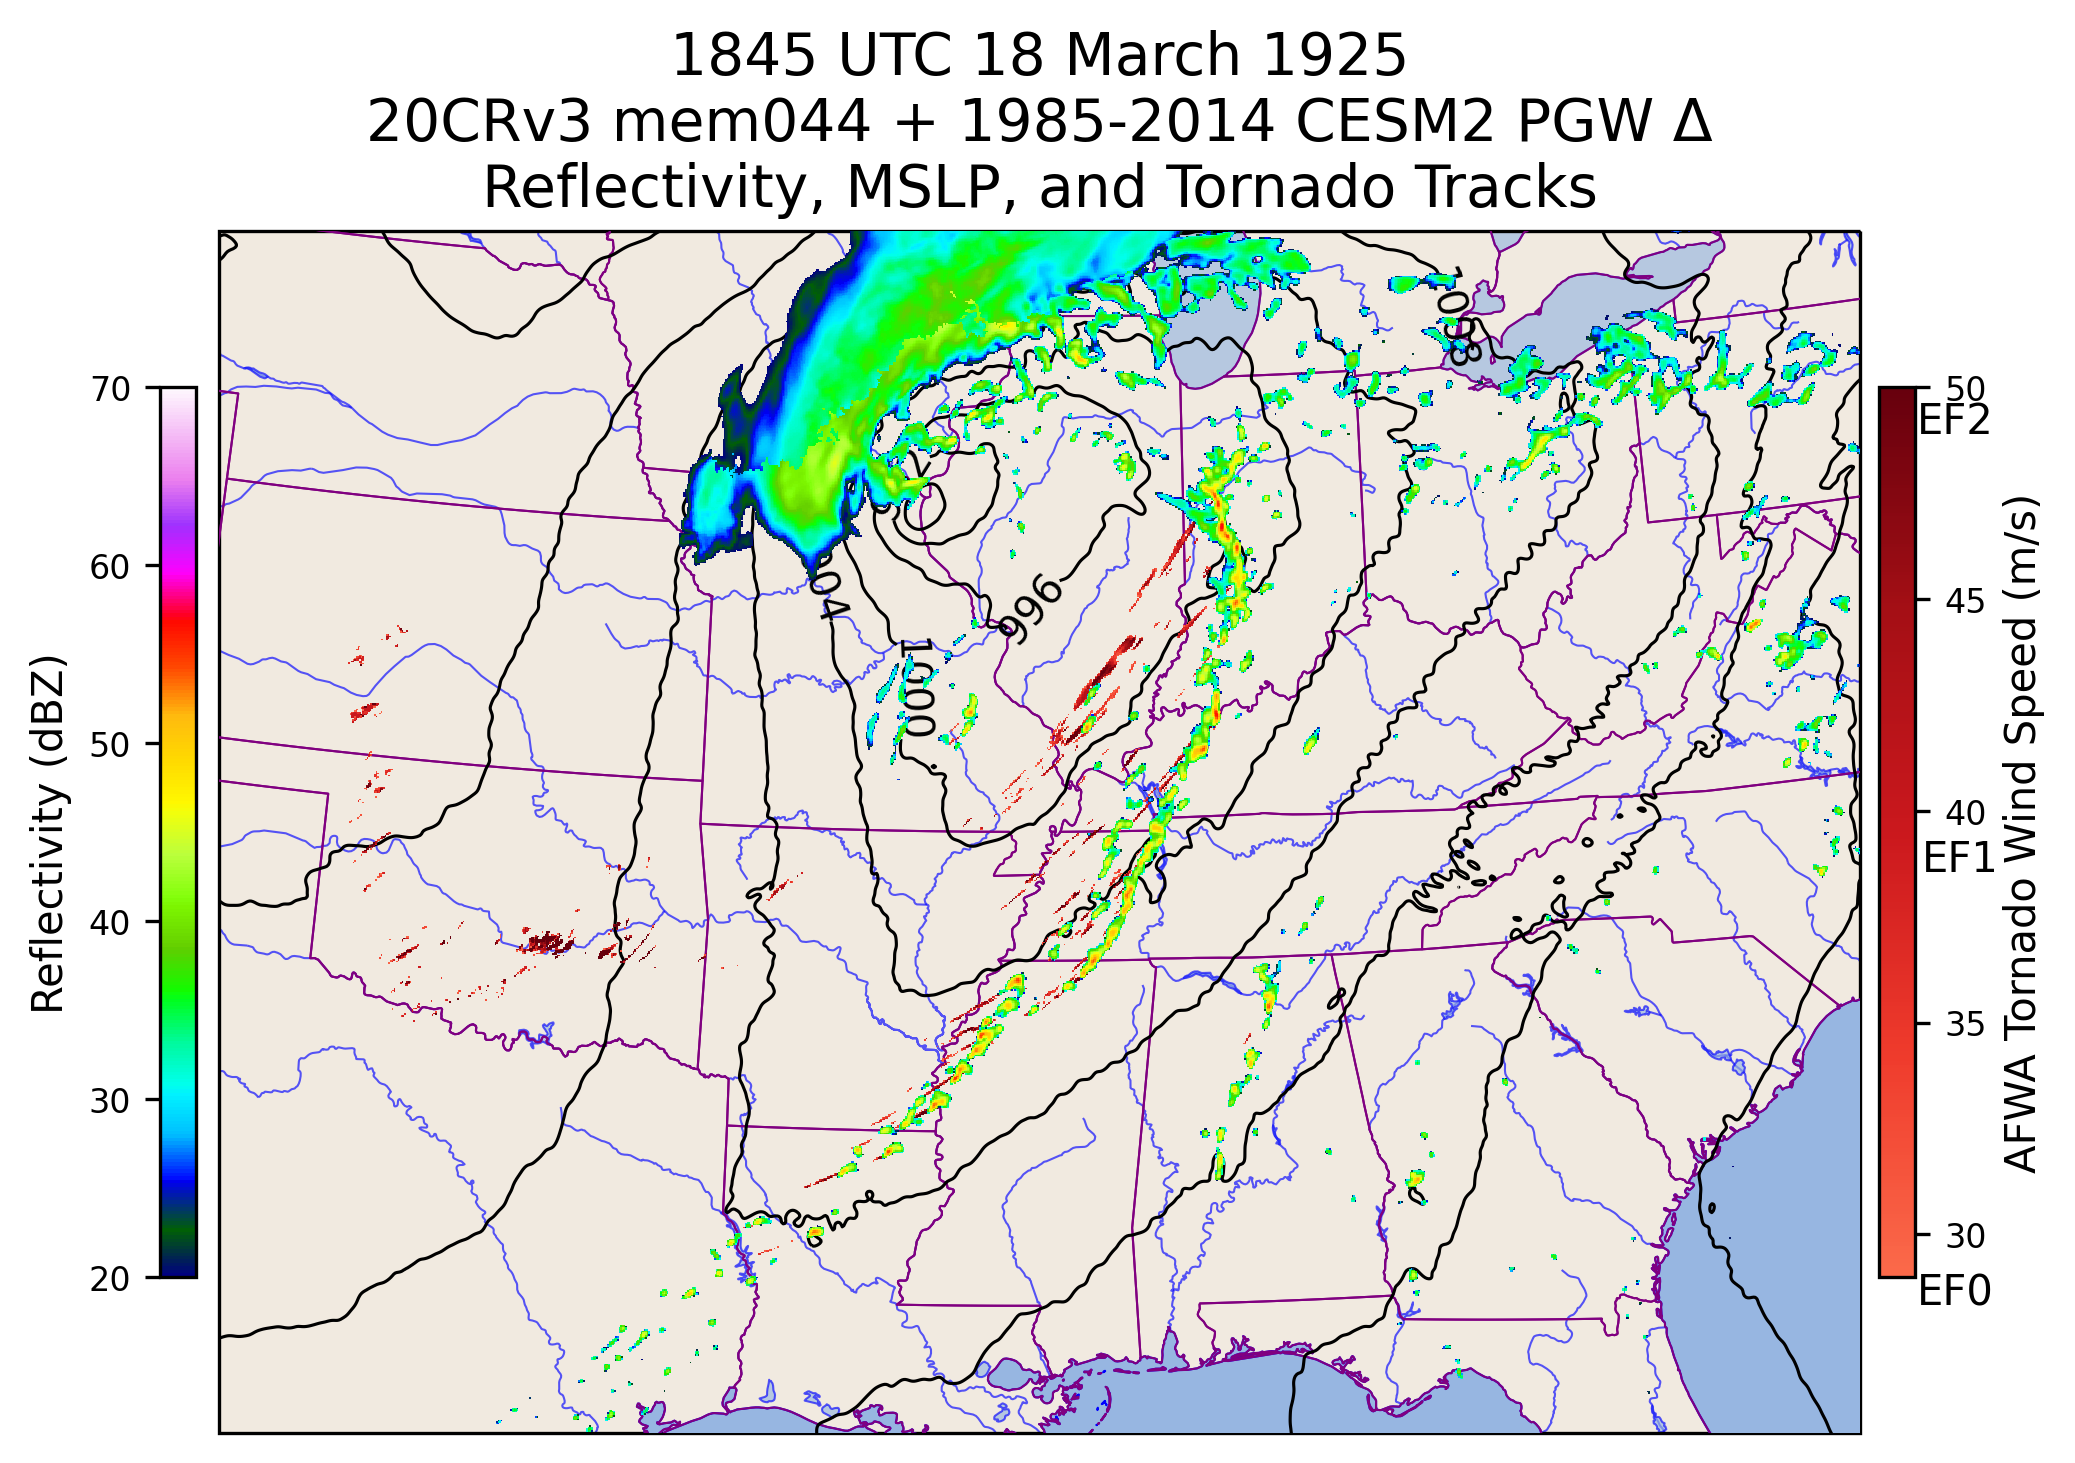 1845 UTC 18 March 1925
20CRv3 mem044 + 1985-2014 CESM2 PGW Δ
Reflectivity, MSLP, and Tornado Tracks
Reflectivity (dBZ)
70
60
50
40
30
20
996
1000
50
EF2
45
40
EF1
35
30
EF0
AFWA Tornado Wind Speed (m/s)